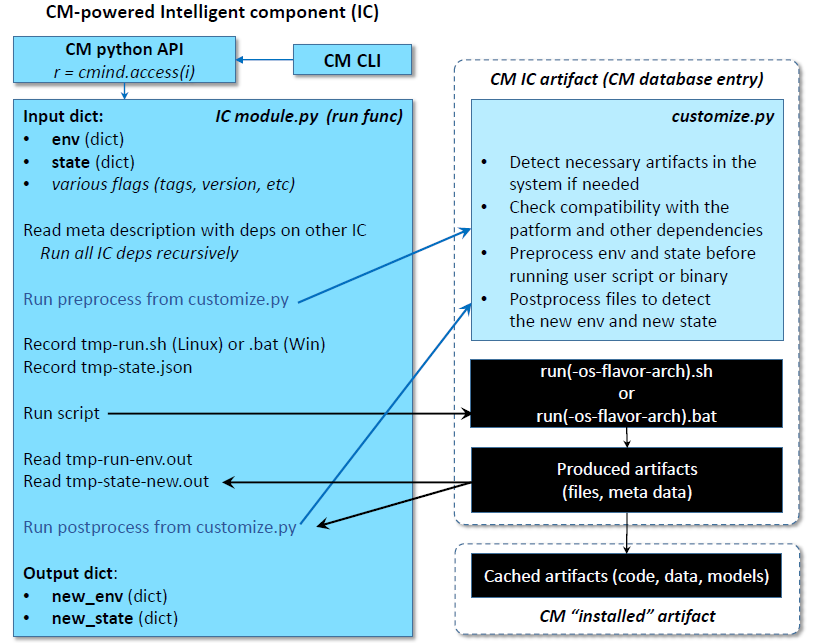 CM-powered Intelligent component (IC)
CM python API
r = cmind.access(i)
CM CLI
Input dict:
IC module.py (run func)
• env (dict)
• state (dict)
• various flags (tags, version, etc)
Read meta description with deps on other IC
Run all IC deps recursively
Run preprocess from customize.py
Record tmp-run.sh (Linux) or .bat (Win)
Record tmp-state.json
Run script
Read tmp-run-env.out
Read tmp-state-new.out
Run postprocess from customize.py
Output dict:
• new_env (dict)
• new_state (dict)
CM IC artifact (CM database entry)
customize.py
• Detect necessary artifacts in the
system if needed
• Check compatibility with the
patform and other dependencies
• Preprocess env and state before
running user script or binary
• Postprocess files to detect
the new env and new state
run(-os-flavor-arch).sh
or
run(-os-flavor-arch).bat
Produced artifacts
(files, meta data)
Cached artifacts (code, data, models)
CM “installed” artifact